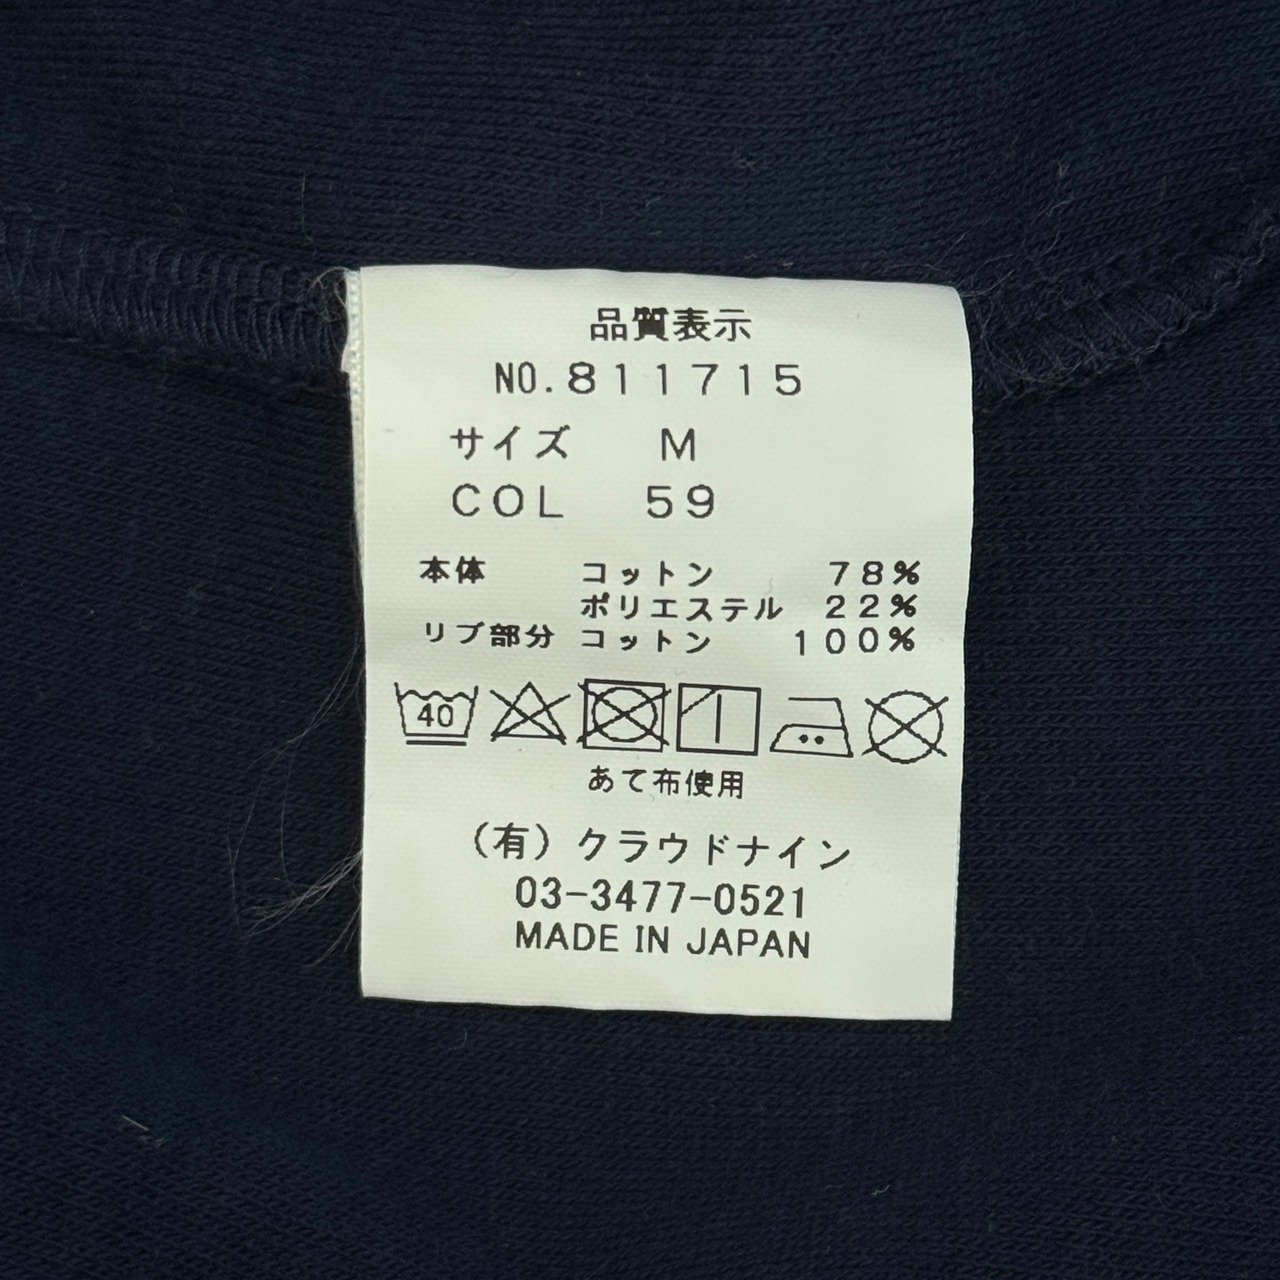 品質表示
NO.811715
サイズ M
COL 59
本体 コットン 78%
ポリエステル 22%
リブ部分 コットン 100%
40
あて布使用
(有)クラウドナイン
03-3477-0521
MADE IN JAPAN